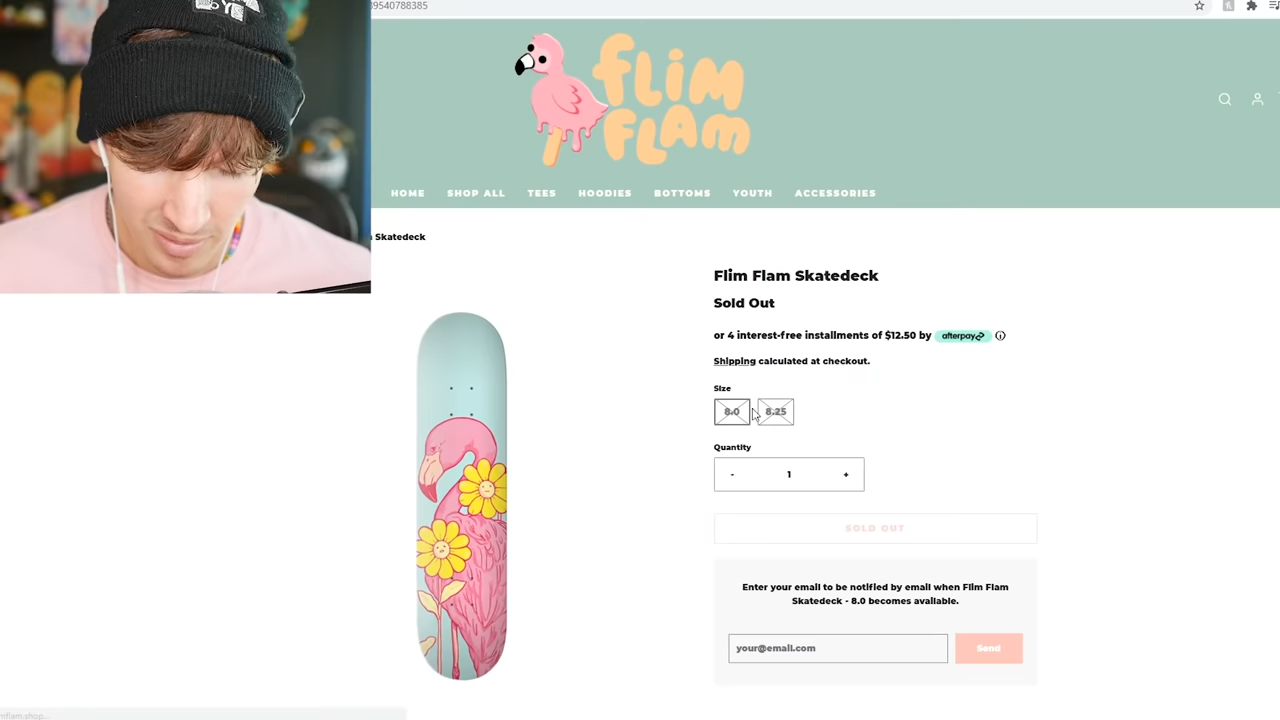 39540788385
FLiM
FLAM
HOME SHOP ALL TEES HOODIES BOTTOMS YOUTH ACCESSORIES
Skatedeck
Flim Flam Skatedeck
Sold Out
or 4 interest-free installments of $12.50 by afterpay
Shipping calculated at checkout.
Size
8.0 8.25
Quantity
- 1 +
SOLD OUT
Enter your email to be notified by email when Flim Flam
Skatedeck - 8.0 becomes available.
your@email.com Send
mflam.shop...